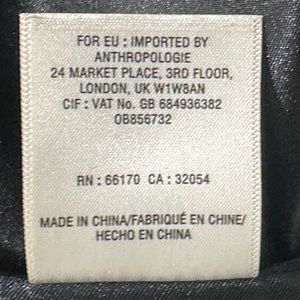 FOR EU : IMPORTED BY
ANTHROPOLOGIE
24 MARKET PLACE, 3RD FLOOR,
LONDON, UK W1W8AN
CIF : VAT No. GB 684936382
OB856732
RN : 66170 CA : 32054
MADE IN CHINA/FABRIQUÉ EN CHINE/
HECHO EN CHINA